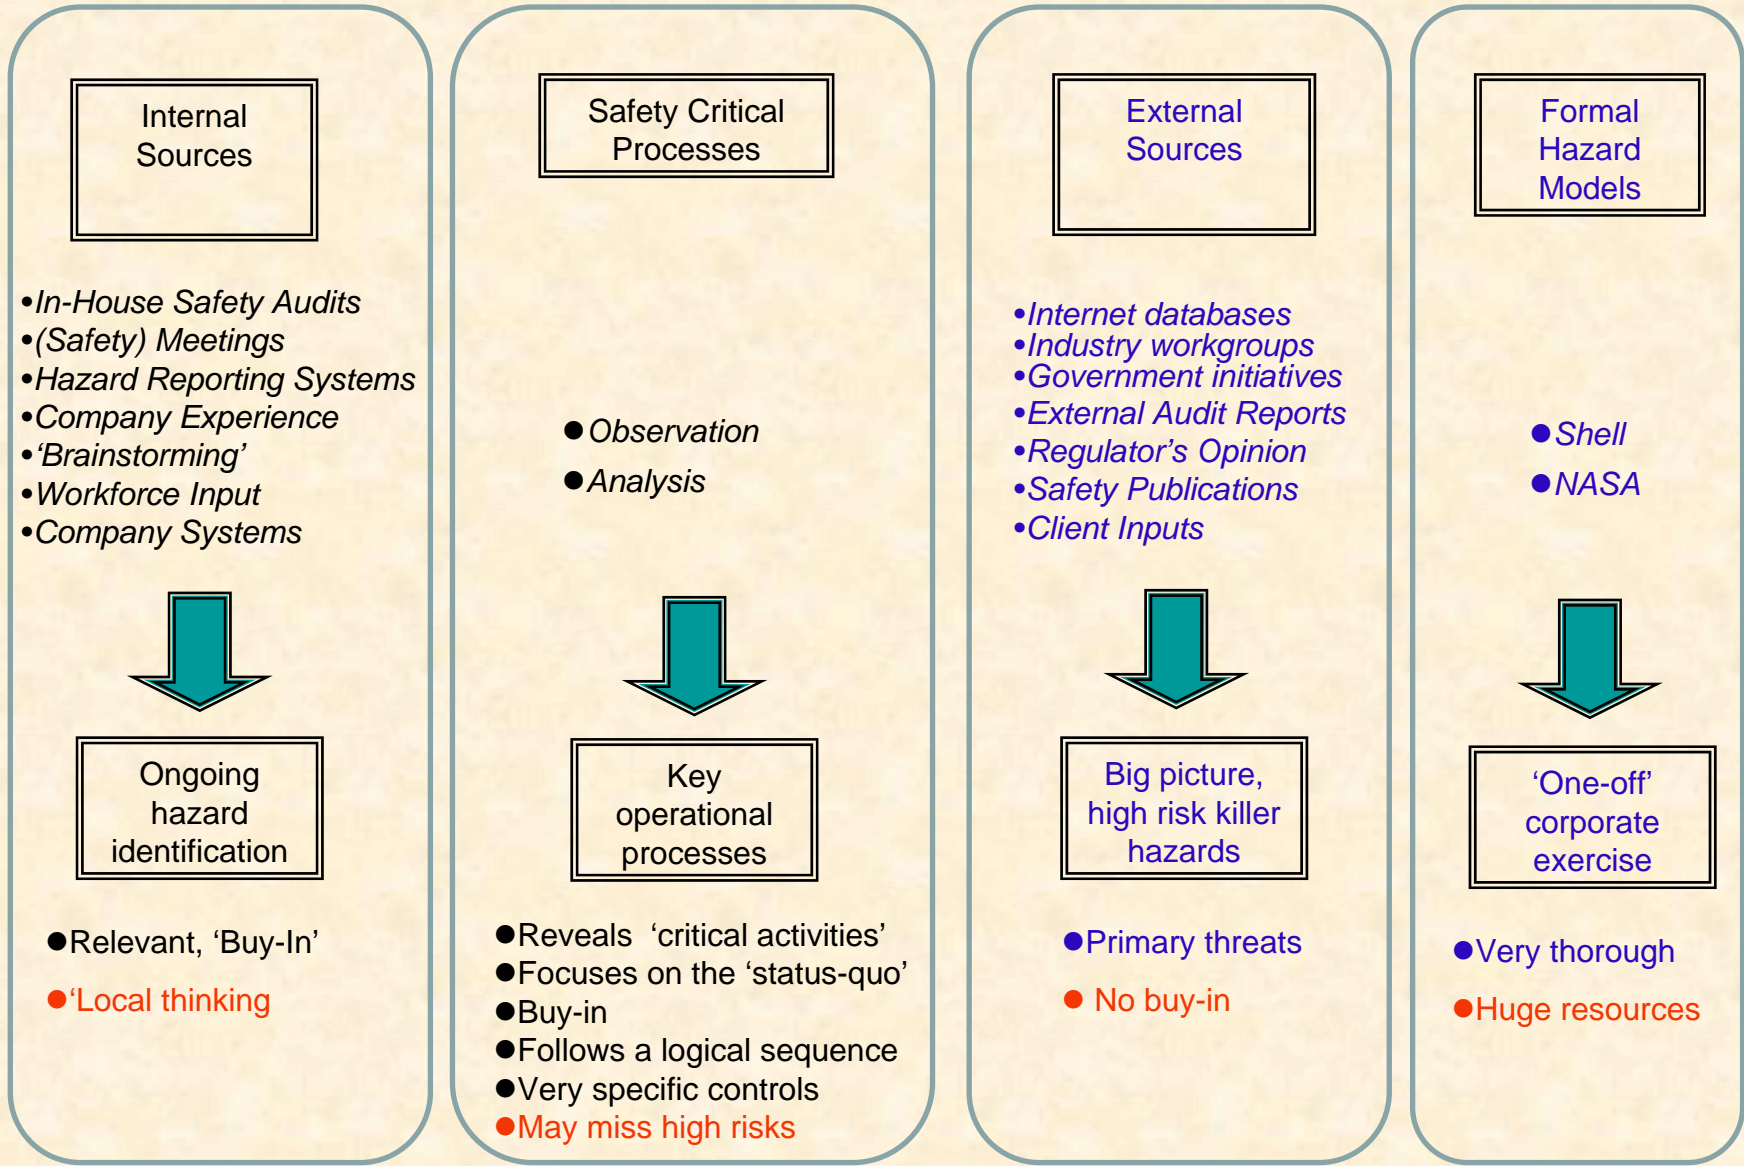 Internal
Sources
•In-House Safety Audits
•(Safety) Meetings
•Hazard Reporting Systems
•Company Experience
•‘Brainstorming’
•Workforce Input
•Company Systems
Ongoing
hazard
identification
●Relevant, ‘Buy-In’
●‘Local thinking
Safety Critical
Processes
●Observation
●Analysis
Key
operational
processes
●Reveals ‘critical activities’
●Focuses on the ‘status-quo’
●Buy-in
●Follows a logical sequence
●Very specific controls
●May miss high risks
External
Sources
•Internet databases
•Industry workgroups
•Government initiatives
•External Audit Reports
•Regulator’s Opinion
•Safety Publications
•Client Inputs
Big picture,
high risk killer
hazards
●Primary threats
● No buy-in
Formal
Hazard
Models
●Shell
●NASA
‘One-off’
corporate
exercise
●Very thorough
●Huge resources